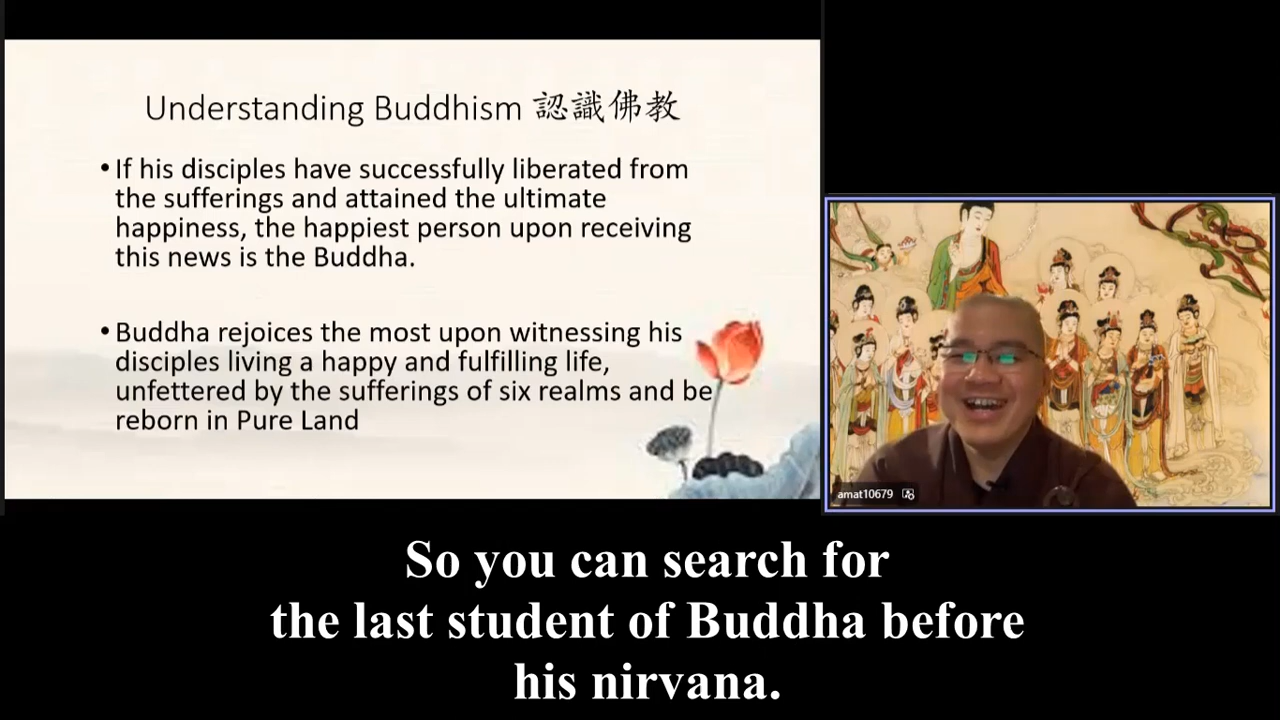 Understanding Buddhism 認識佛教
•If his disciples have successfully liberated from
the sufferings and attained the ultimate
happiness, the happiest person upon receiving
this news is the Buddha.
•Buddha rejoices the most upon witnessing his
disciples living a happy and fulfilling life,
unfettered by the sufferings of six realms and be
reborn in Pure Land
amat10679
So you can search for
the last student of Buddha before
his nirvana.